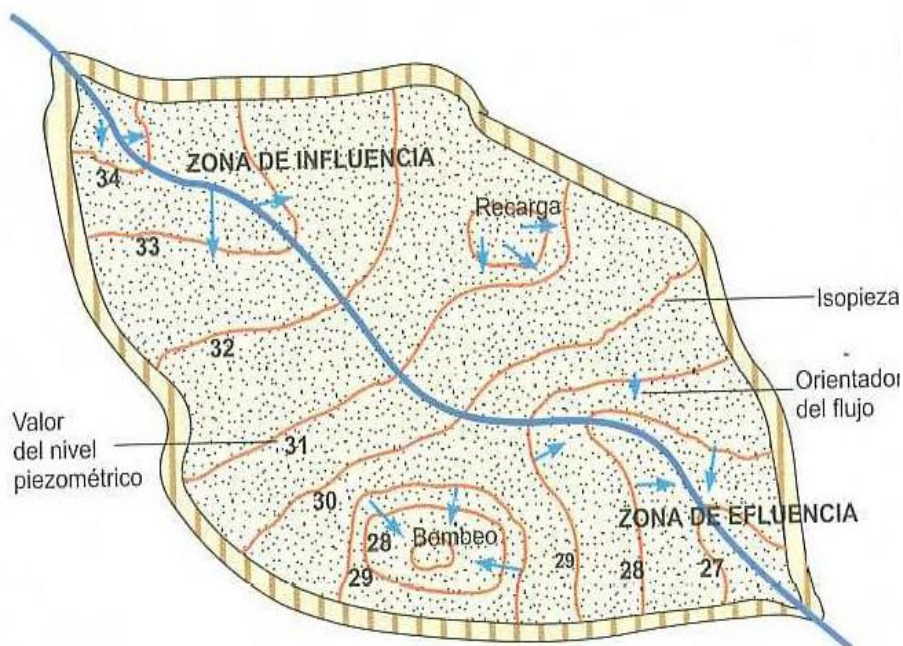 ZONA DE INFLUENCIA
34
Recarga
33
Isopieza
32
Orientador
del flujo
Valor
del nivel
piezométrico
31
30
ZONA DE EFLUENCIA
28
Bombeo
29
29
28
27